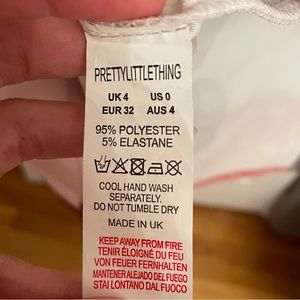 PRETTYLITTLETHING
UK 4 US 0
EUR 32 AUS 4
95% POLYESTER
5% ELASTANE
COOL HAND WASH
SEPARATELY.
DO NOT TUMBLE DRY
MADE IN UK
KEEP AWAY FROM FIRE
TENIR ÉLOIGNÉ DU FEU
VON FEUER FERNHALTEN
MANTENER ALEJADO DEL FUEGO
STAI LONTANO DAL FUOCO